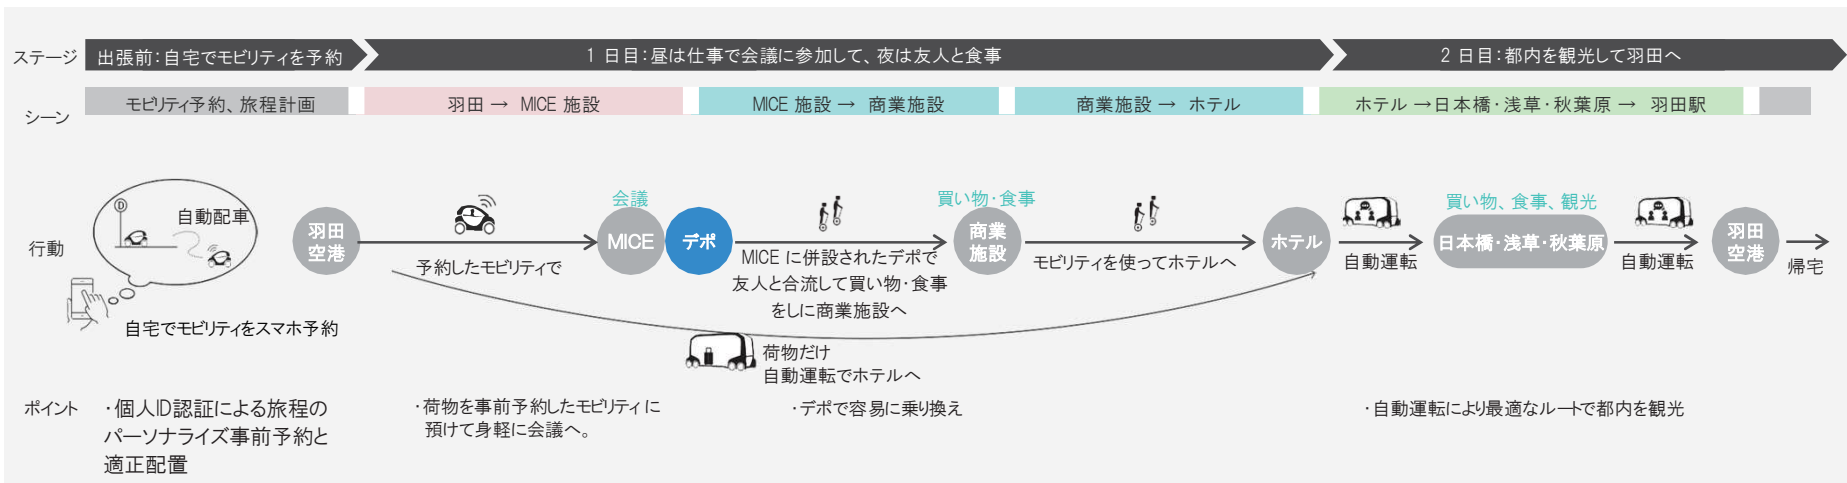 ステージ
出張前：自宅でモビリティを予約
1 日目：昼は仕事で会議に参加して、夜は友人と食事
2 日目：都内を観光して羽田へ
シーン
モビリティ予約、旅程計画
羽田 → MICE 施設
MICE 施設 → 商業施設
商業施設 → ホテル
ホテル →日本橋・浅草・秋葉原 → 羽田駅
行動
D
自動配車
自宅でモビリティをスマホ予約
羽田
空港
予約したモビリティで
会議
MICE
デポ
MICE に併設されたデポで
友人と合流して買い物・食事
をしに商業施設へ
買い物・食事
商業
施設
モビリティを使ってホテルへ
ホテル
自動運転
買い物、食事、観光
日本橋・浅草・秋葉原
自動運転
羽田
空港
帰宅
荷物だけ
自動運転でホテルへ
ポイント
・個人ID認証による旅程の
パーソナライズ事前予約と
適正配置
・荷物を事前予約したモビリティに
預けて身軽に会議へ。
・デポで容易に乗り換え
・自動運転により最適なルートで都内を観光